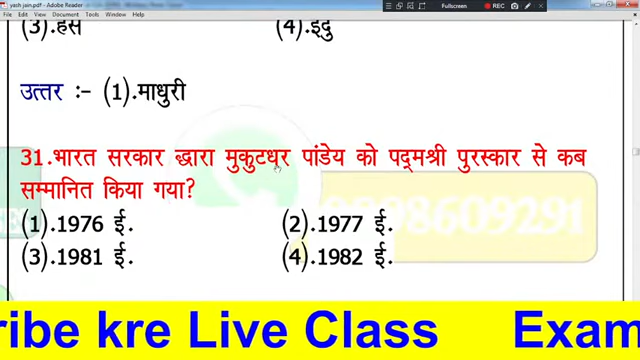 yash jain.pdf - Adobe Reader
File Edit View Document Tools Window Help
Fullscreen REC
(3).हंस (4).इंदु
उत्तर :- (1).माधुरी
31.भारत सरकार द्धारा मुकुटधर पांडेय को पद्मश्री पुरस्कार से कब
सम्मानित किया गया?
(1).1976 ई. (2).1977 ई.
(3).1981 ई. (4).1982 ई.
ribe kre Live Class Exam